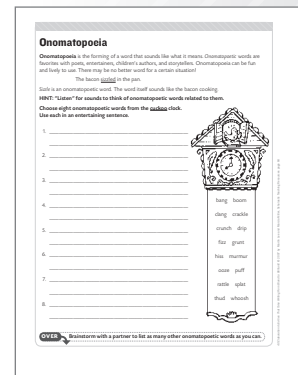 Onomatopoeia
Onomatopoeia is the forming of a word that sounds like what it means. Onomatopoetic words are
favorites with poets, entertainers, children's authors, and storytellers. Onomatopoeia can be fun
and lively to use. There may be no better word for a certain situation!
The bacon sizzled in the pan.
Sizzle is an onomatopoetic word. The word itself sounds like the bacon cooking.
HINT: "Listen" for sounds to think of onomatopoetic words related to them.
Choose eight onomatopoetic words from the cuckoo clock.
Use each in an entertaining sentence.
1.
2.
3.
4.
5.
6.
7.
8.
bang boom
clang crackle
crunch drip
fizz grunt
hiss murmur
ooze puff
rattle splat
thud whoosh
OVER Brainstorm with a partner to list as many other onomatopoetic words as you can.